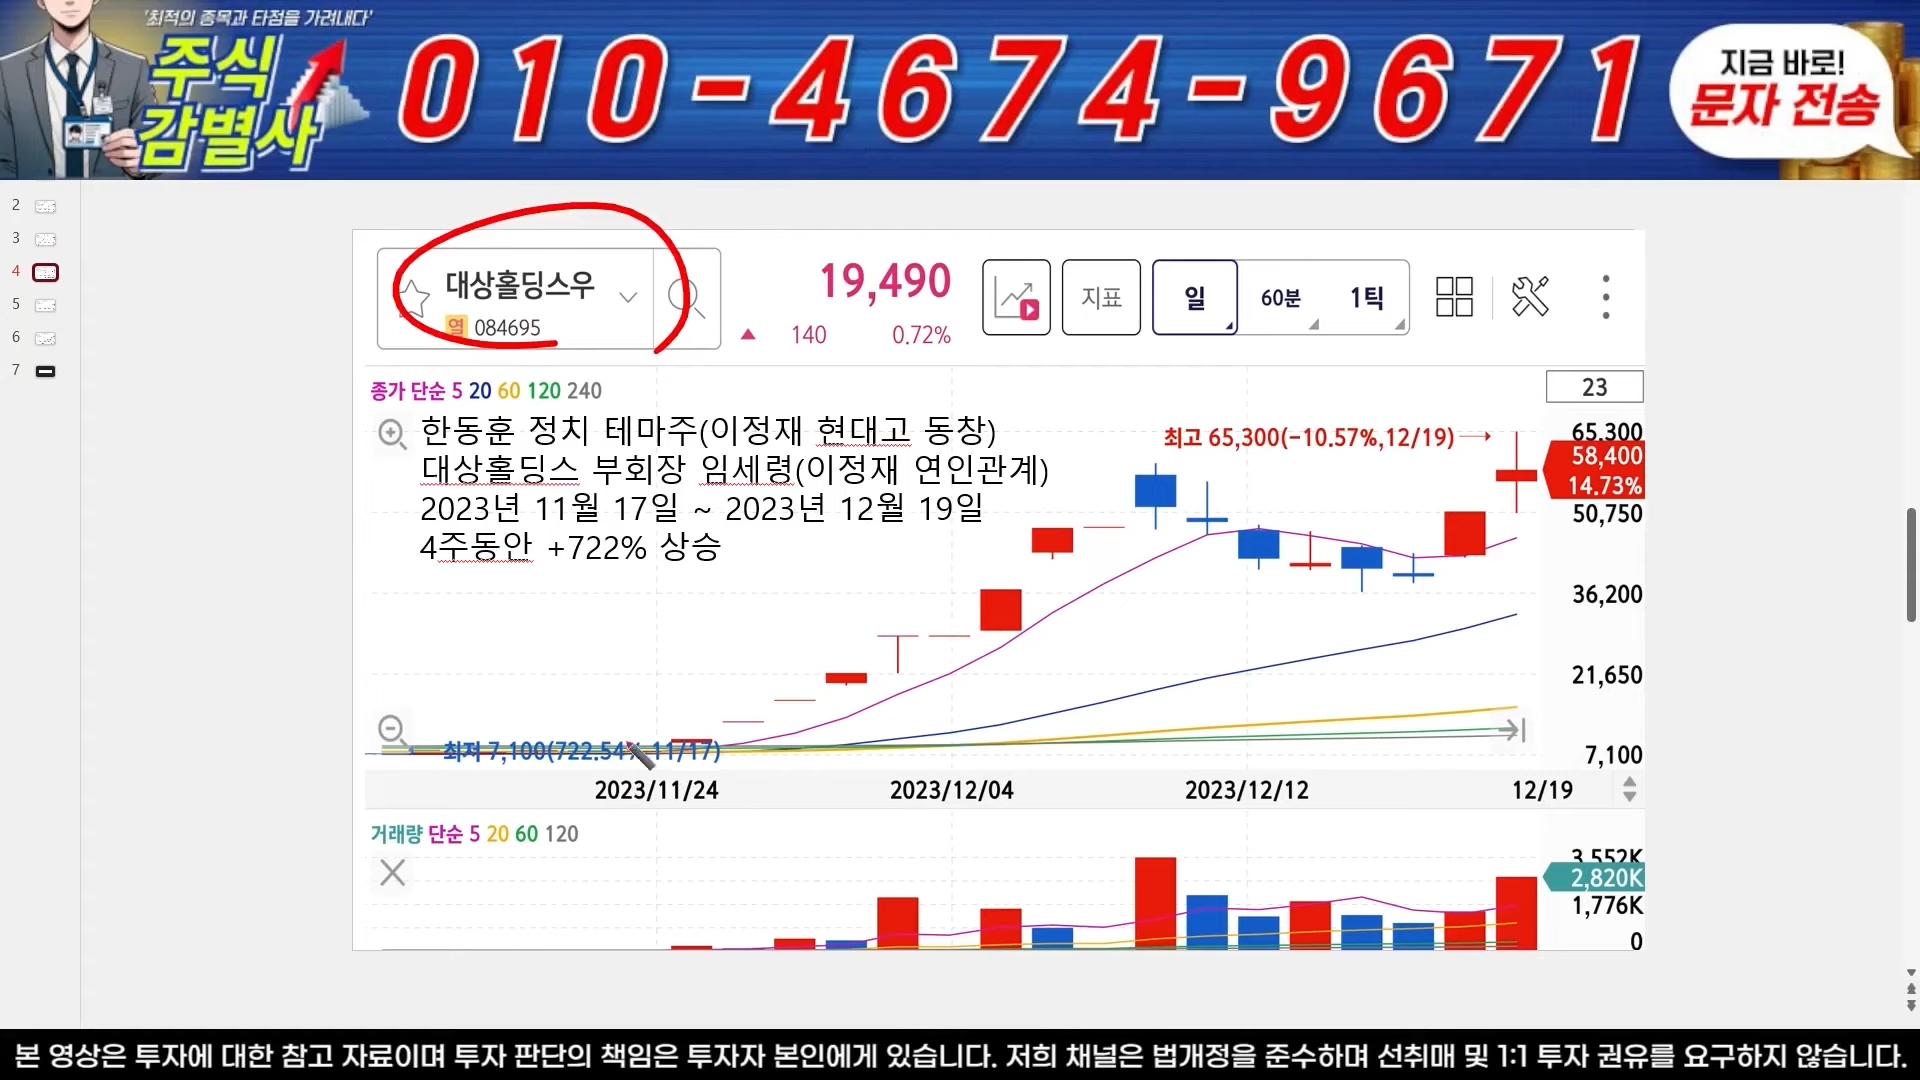 '최적의 종목과 타점을 가려내다'
주식
감별사
010-4674-9671
지금 바로!
문자 전송
2
3
4
5
6
7
대상홀딩스우
열 084695
19,490
▲ 140 0.72%
지표
일 60분 1틱
종가 단순 5 20 60 120 240
23
한동훈 정치 테마주(이정재 현대고 동창)
대상홀딩스 부회장 임세령(이정재 연인관계)
2023년 11월 17일 ~ 2023년 12월 19일
4주동안 +722% 상승
최고 65,300(-10.57%,12/19)
65,300
58,400
14.73%
50,750
36,200
21,650
7,100
최저 7,100(722.54%,11/17)
2023/11/24 2023/12/04 2023/12/12 12/19
거래량 단순 5 20 60 120
3,552K
2,820K
1,776K
0
본 영상은 투자에 대한 참고 자료이며 투자 판단의 책임은 투자자 본인에게 있습니다. 저희 채널은 법개정을 준수하며 선취매 및 1:1 투자 권유를 요구하지 않습니다.